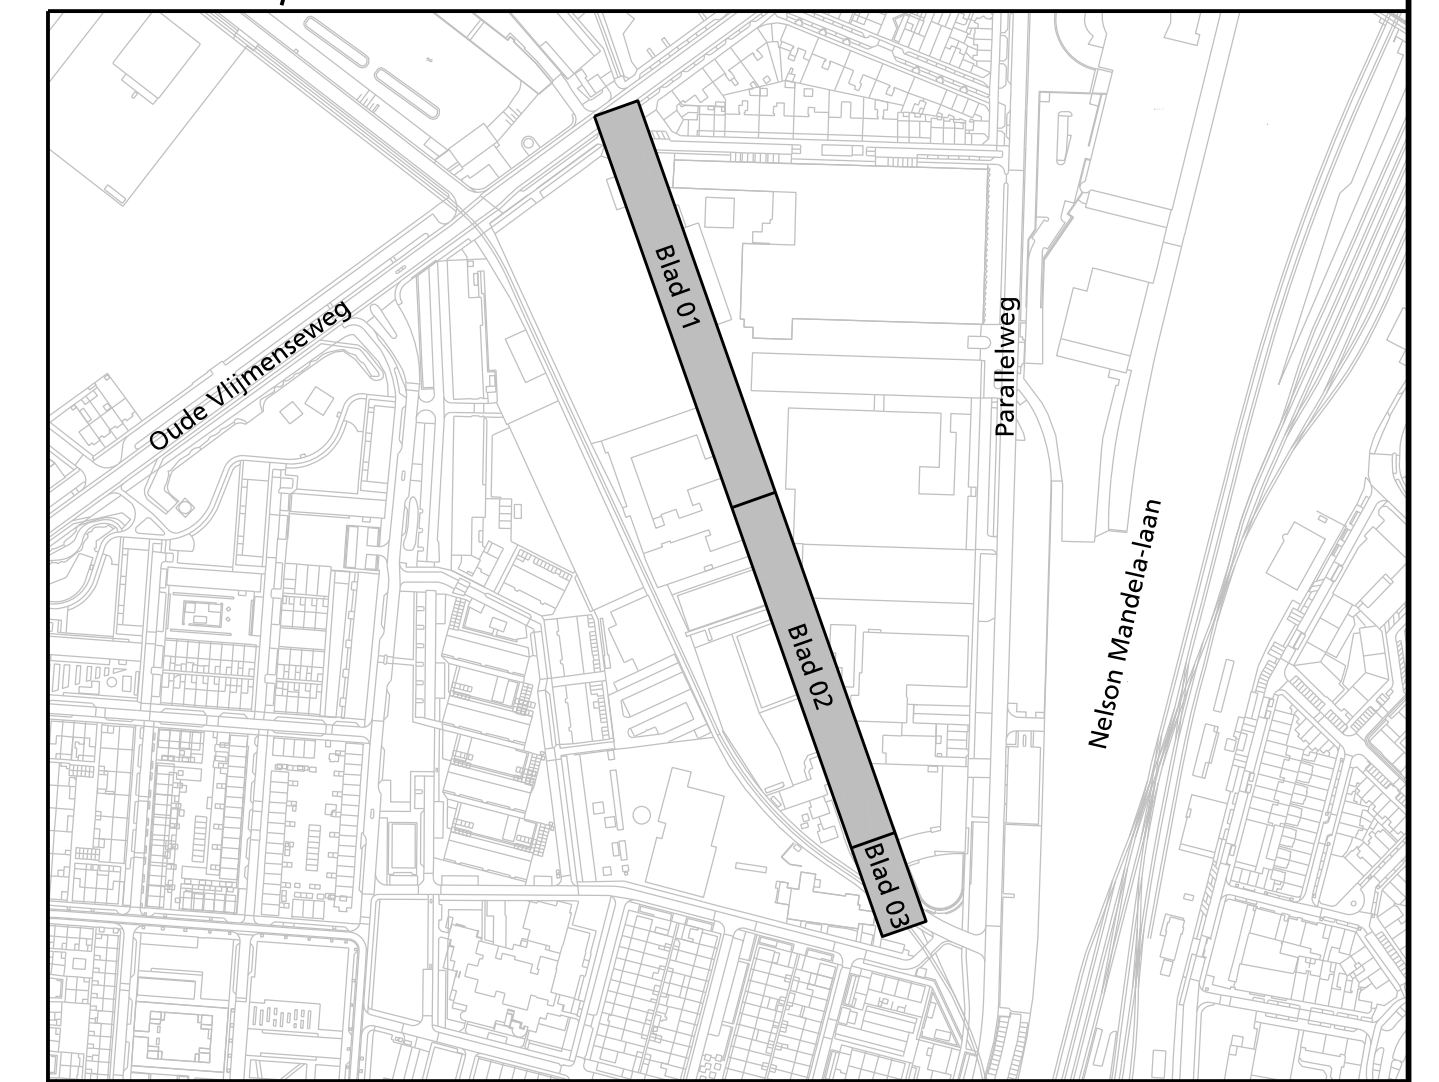 Blad 01
Oude Vlijmenseweg
Parallelweg
Nelson Mandela-laan
Blad 02
Blad 03